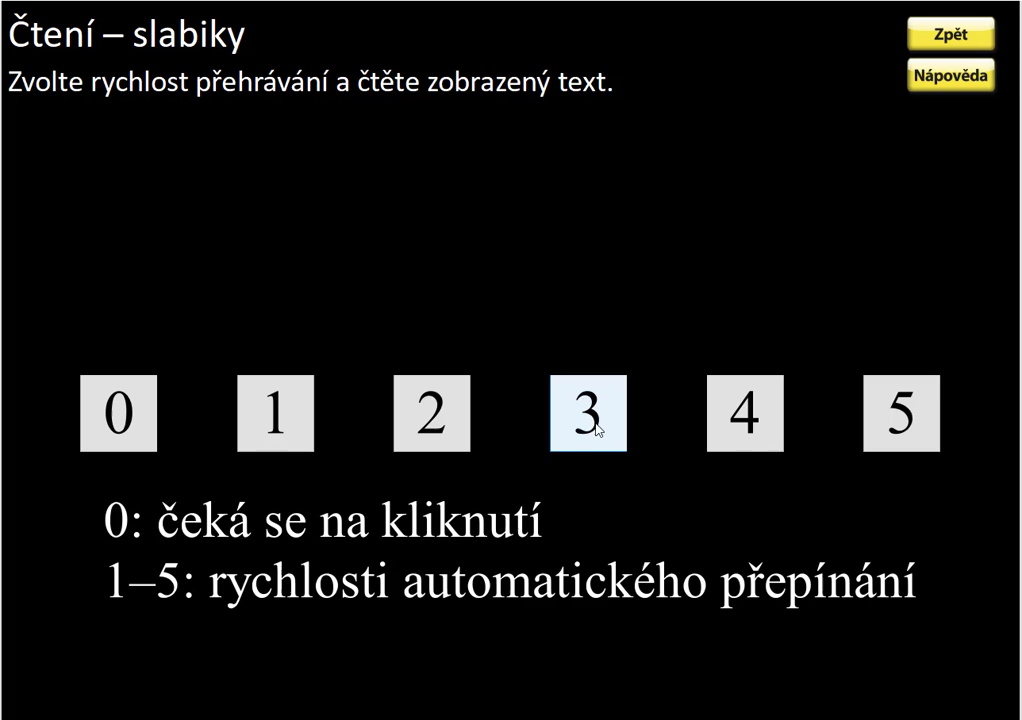 Čtení – slabiky
Zpět
Zvolte rychlost přehrávání a čtěte zobrazený text.
Nápověda
0 1 2 3 4 5
0: čeká se na kliknutí
1–5: rychlosti automatického přepínání